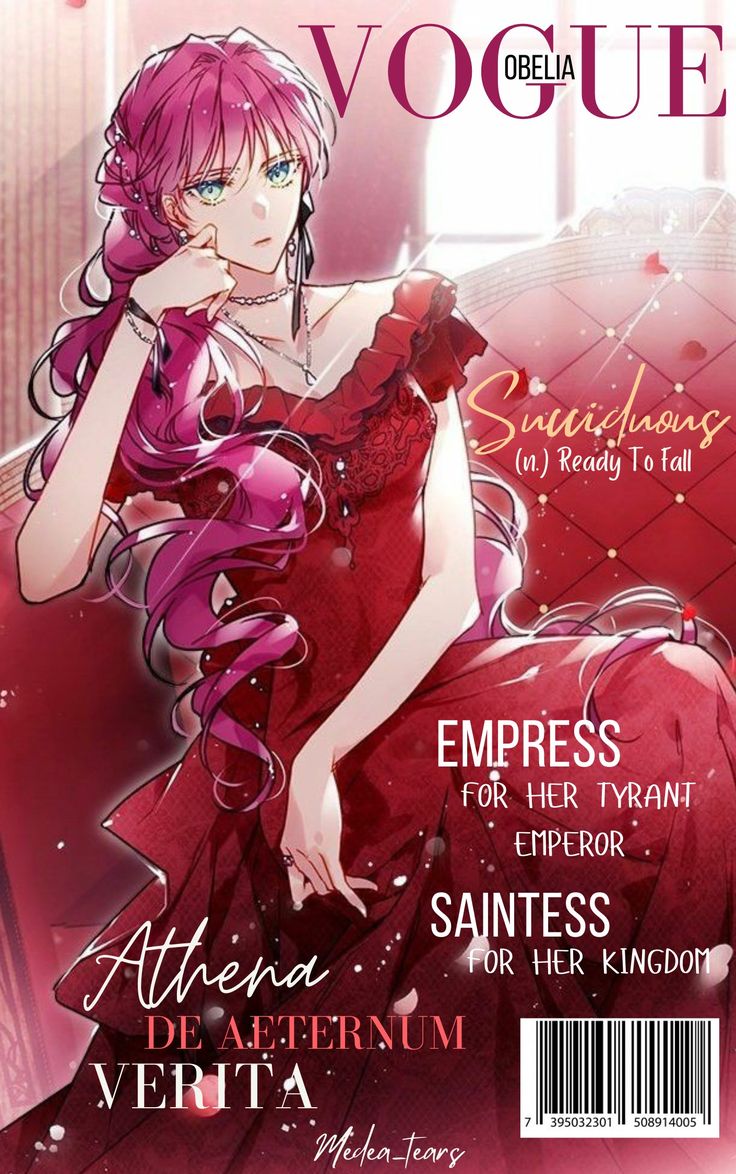 VOGUE
OBELIA
Succiduous
(n.) Ready To Fall
EMPRESS
FOR HER TYRANT
EMPEROR
SAINTESS
FOR HER KINGDOM
Athena
DE AETERNUM
VERITA
7 395032301 508914005
Medea_tears